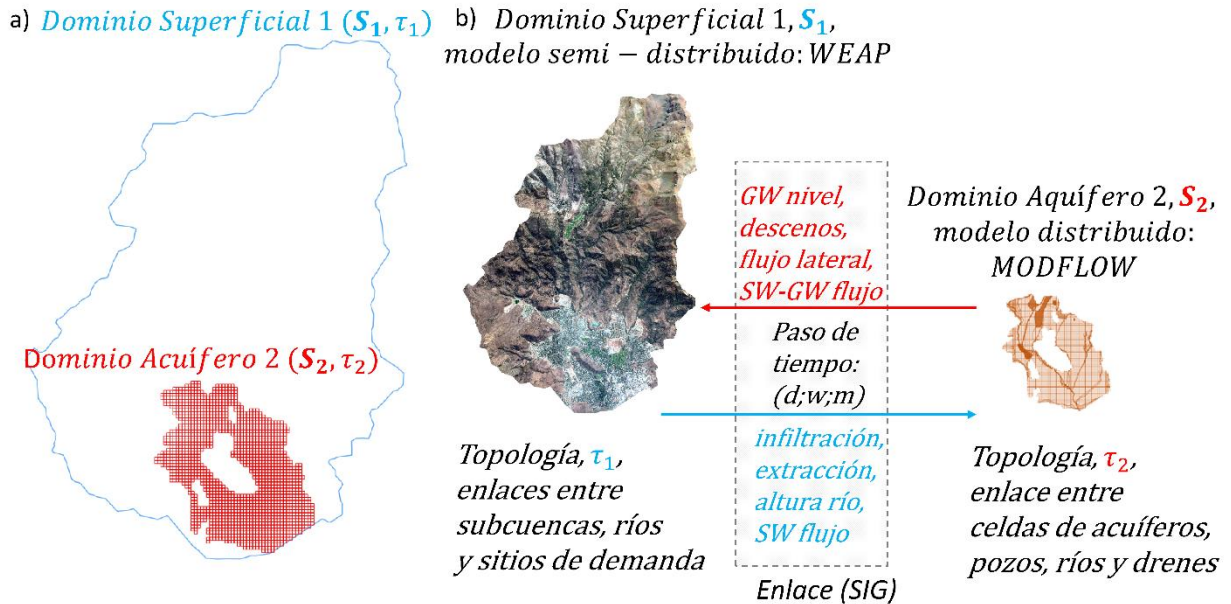 a) Dominio Superficial 1 (S₁, τ₁)
Dominio Acuífero 2 (S₂, τ₂)
b) Dominio Superficial 1, S₁,
modelo semi − distribuido: WEAP
GW nivel,
descenos,
flujo lateral,
SW-GW flujo
Paso de
tiempo:
(d;w;m)
infiltración,
extracción,
altura río,
SW flujo
Enlace (SIG)
Dominio Aquífero 2, S₂,
modelo distribuido:
MODFLOW
Topología, τ₁,
enlaces entre
subcuencas, ríos
y sitios de demanda
Topología, τ₂,
enlace entre
celdas de acuíferos,
pozos, ríos y drenes